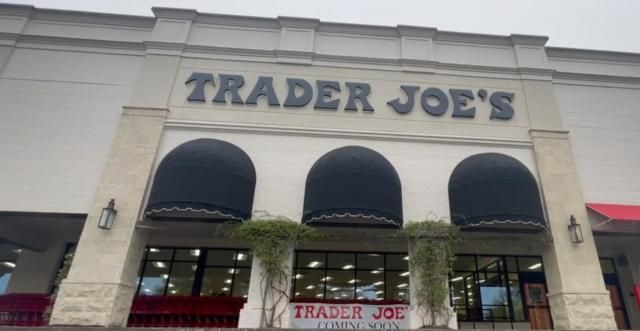 TRADER JOE'S
TRADER JOE'
COMING SOON